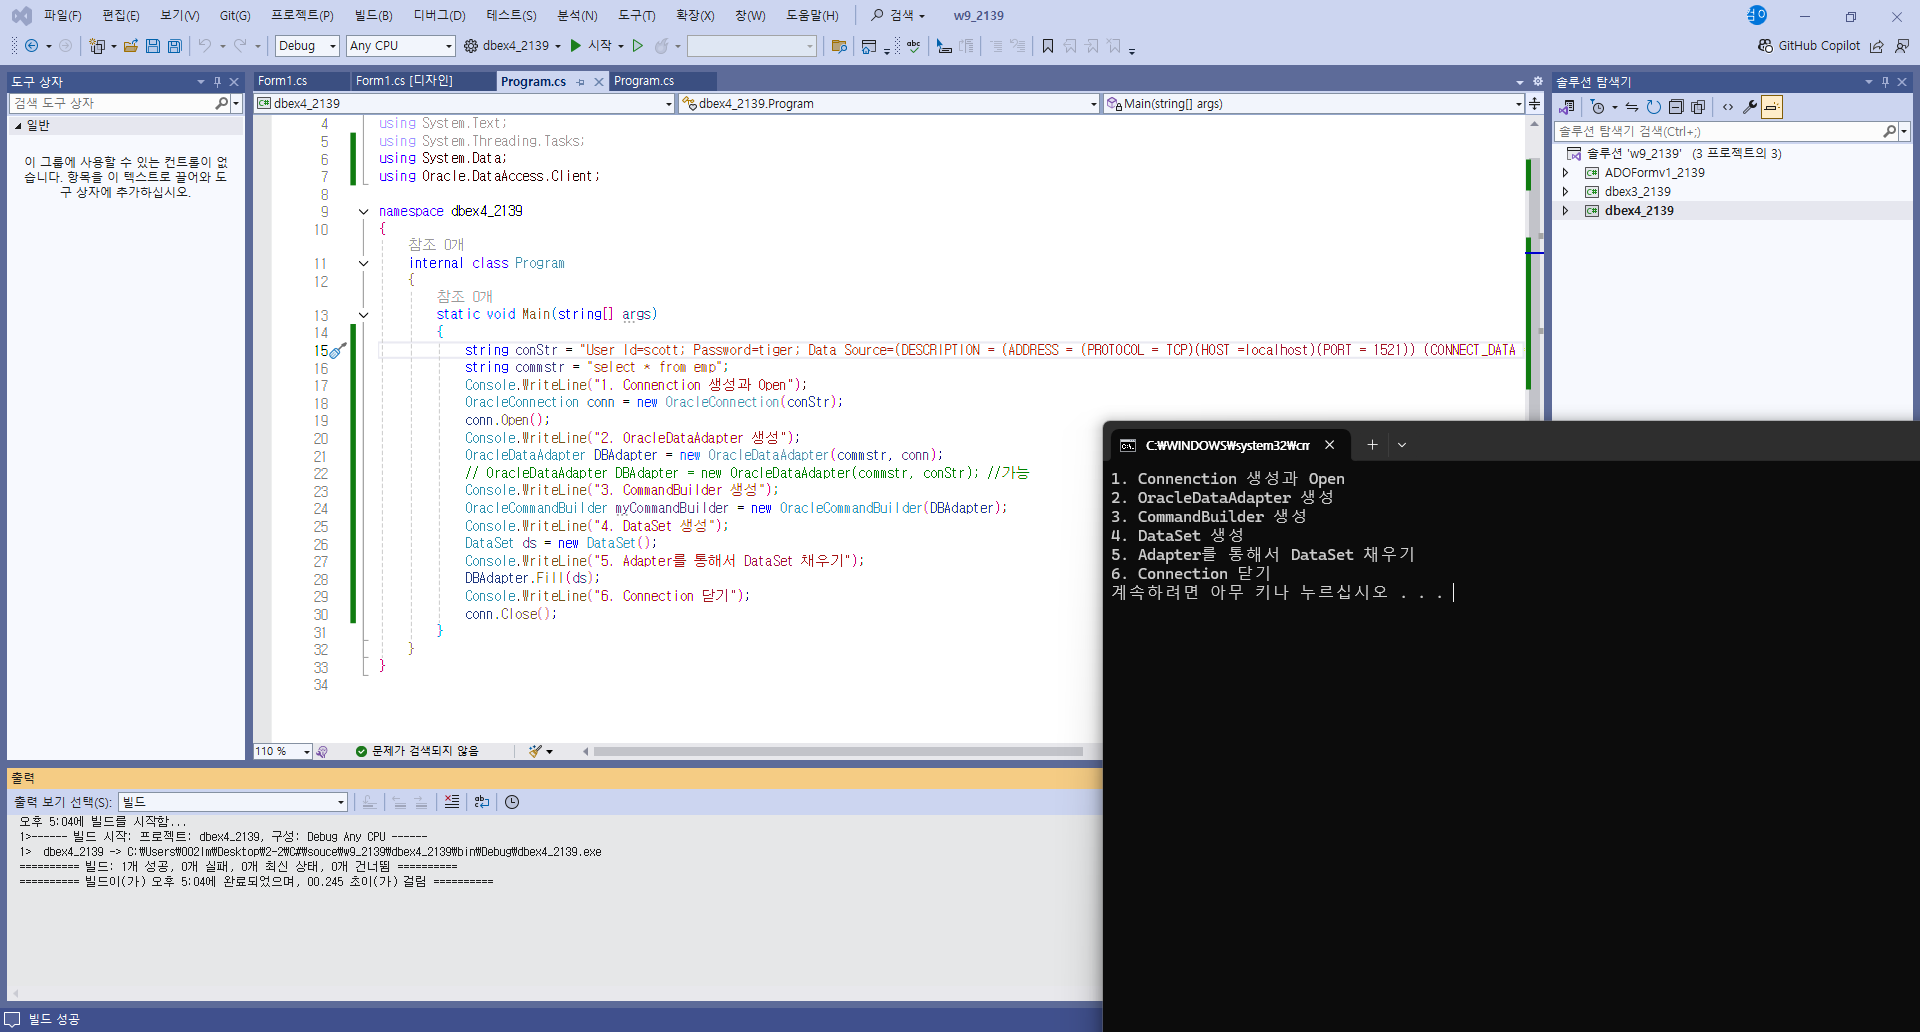 파일(F) 편집(E) 보기(V) Git(G) 프로젝트(P) 빌드(B) 디버그(D) 테스트(S) 분석(N) 도구(T) 확장(X) 창(W) 도움말(H) 검색 w9_2139
Debug Any CPU dbex4_2139 시작 GitHub Copilot
도구 상자
검색 도구 상자
일반
이 그룹에 사용할 수 있는 컨트롤이 없
습니다. 항목을 이 텍스트로 끌어와 도
구 상자에 추가하십시오.
Form1.cs Form1.cs [디자인] Program.cs Program.cs
dbex4_2139 dbex4_2139.Program Main(string[] args)
4 using System.Text;
5 using System.Threading.Tasks;
6 using System.Data;
7 using Oracle.DataAccess.Client;
8
9 namespace dbex4_2139
10 {
참조 0개
11 internal class Program
12 {
참조 0개
13 static void Main(string[] args)
14 {
15 string conStr = "User Id=scott; Password=tiger; Data Source=(DESCRIPTION = (ADDRESS = (PROTOCOL = TCP)(HOST =localhost)(PORT = 1521)) (CONNECT_DATA
16 string commstr = "select * from emp";
17 Console.WriteLine("1. Connenction 생성과 Open");
18 OracleConnection conn = new OracleConnection(conStr);
19 conn.Open();
20 Console.WriteLine("2. OracleDataAdapter 생성");
21 OracleDataAdapter DBAdapter = new OracleDataAdapter(commstr, conn);
22 // OracleDataAdapter DBAdapter = new OracleDataAdapter(commstr, conStr); //가능
23 Console.WriteLine("3. CommandBuilder 생성");
24 OracleCommandBuilder myCommandBuilder = new OracleCommandBuilder(DBAdapter);
25 Console.WriteLine("4. DataSet 생성");
26 DataSet ds = new DataSet();
27 Console.WriteLine("5. Adapter를 통해서 DataSet 채우기");
28 DBAdapter.Fill(ds);
29 Console.WriteLine("6. Connection 닫기");
30 conn.Close();
31 }
32 }
33 }
34
110 % 문제가 검색되지 않음
솔루션 탐색기
솔루션 탐색기 검색(Ctrl+;)
솔루션 'w9_2139' (3 프로젝트의 3)
ADOFormv1_2139
dbex3_2139
dbex4_2139
C:₩WINDOWS₩system32₩cm
1. Connenction 생성과 Open
2. OracleDataAdapter 생성
3. CommandBuilder 생성
4. DataSet 생성
5. Adapter를 통해서 DataSet 채우기
6. Connection 닫기
계속하려면 아무 키나 누르십시오 . . .
출력
출력 보기 선택(S): 빌드
오후 5:04에 빌드를 시작함...
1>------ 빌드 시작: 프로젝트: dbex4_2139, 구성: Debug Any CPU ------
1> dbex4_2139 -> C:₩Users₩002lm₩Desktop₩2-2₩C#₩souce₩w9_2139₩dbex4_2139₩bin₩Debug₩dbex4_2139.exe
========== 빌드: 1개 성공, 0개 실패, 0개 최신 상태, 0개 건너뜀 ==========
========== 빌드이(가) 오후 5:04에 완료되었으며, 00.245 초이(가) 걸림 ==========
빌드 성공